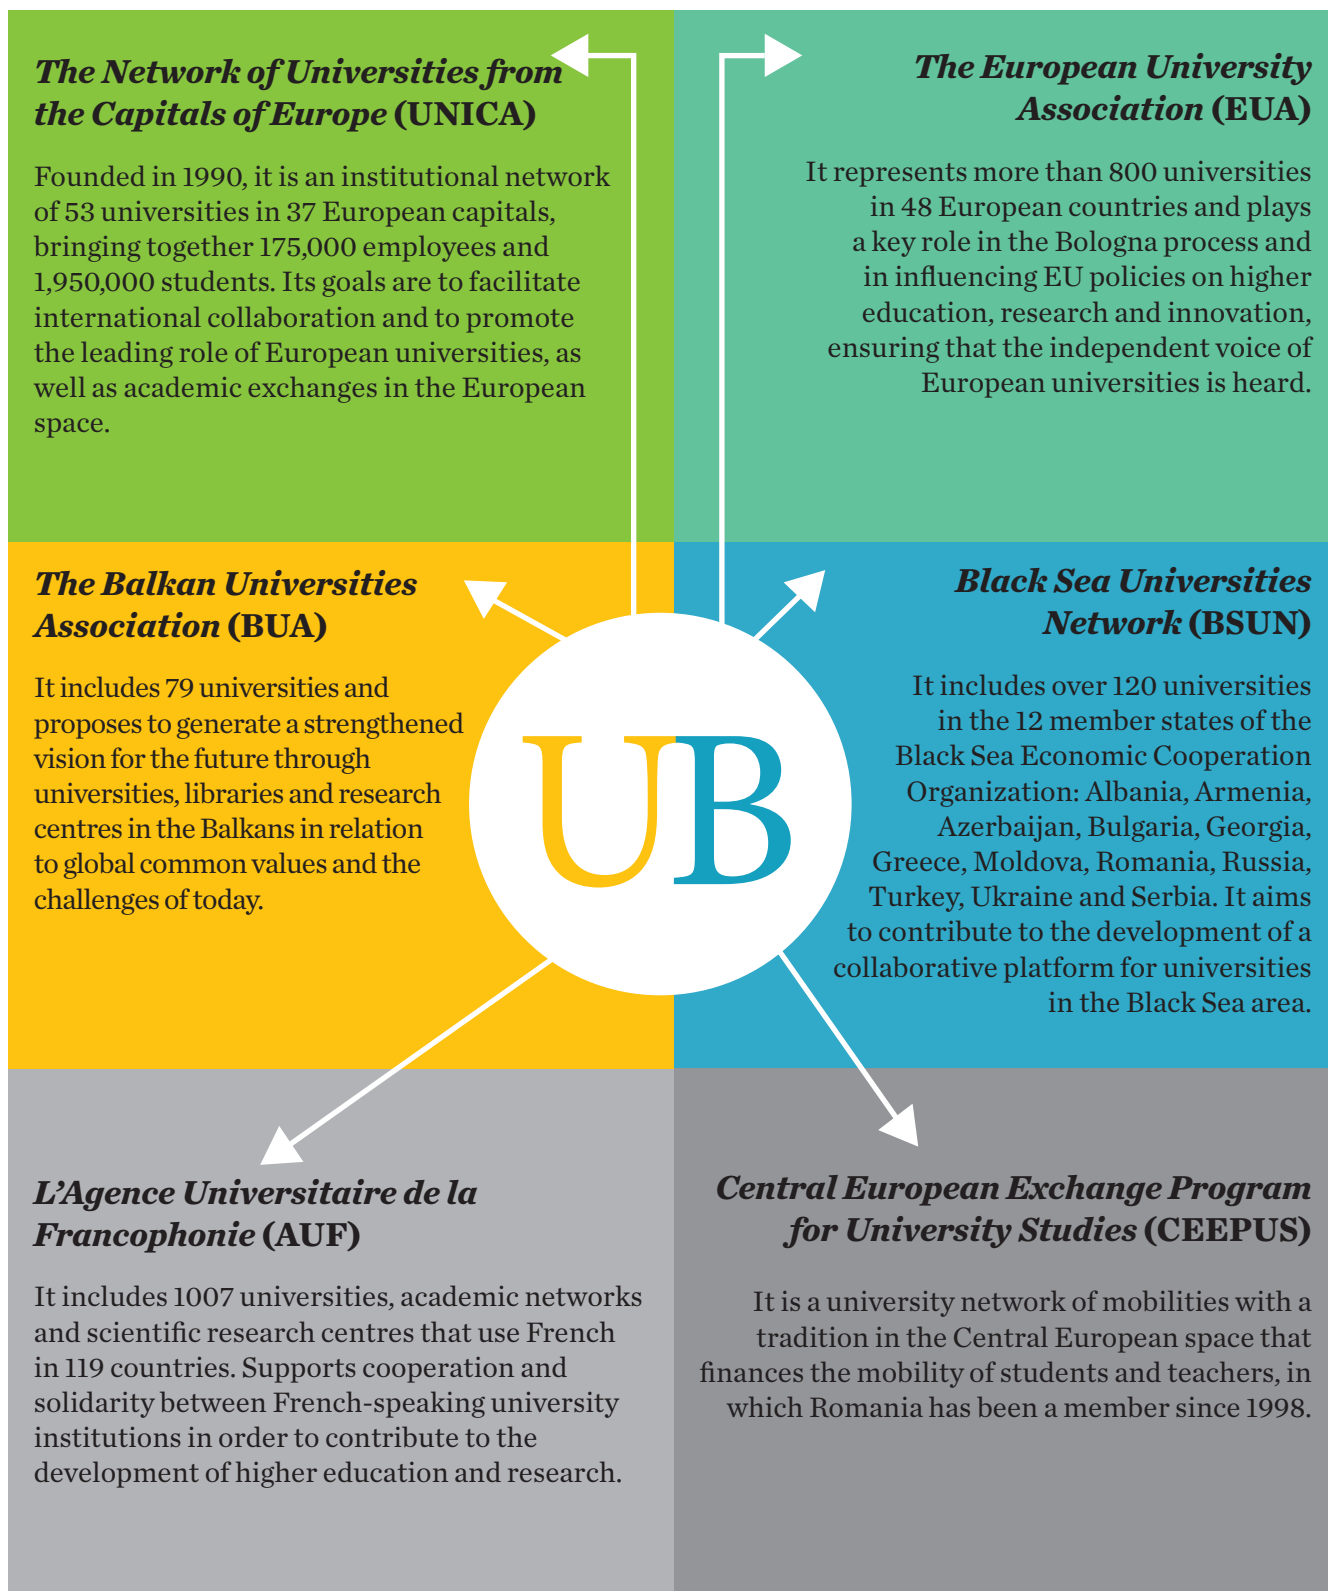 The Network of Universities from
the Capitals of Europe (UNICA)
Founded in 1990, it is an institutional network
of 53 universities in 37 European capitals,
bringing together 175,000 employees and
1,950,000 students. Its goals are to facilitate
international collaboration and to promote
the leading role of European universities, as
well as academic exchanges in the European
space.
The European University
Association (EUA)
It represents more than 800 universities
in 48 European countries and plays
a key role in the Bologna process and
in influencing EU policies on higher
education, research and innovation,
ensuring that the independent voice of
European universities is heard.
The Balkan Universities
Association (BUA)
It includes 79 universities and
proposes to generate a strengthened
vision for the future through
universities, libraries and research
centres in the Balkans in relation
to global common values and the
challenges of today.
UB
Black Sea Universities
Network (BSUN)
It includes over 120 universities
in the 12 member states of the
Black Sea Economic Cooperation
Organization: Albania, Armenia,
Azerbaijan, Bulgaria, Georgia,
Greece, Moldova, Romania, Russia,
Turkey, Ukraine and Serbia. It aims
to contribute to the development of a
collaborative platform for universities
in the Black Sea area.
L’Agence Universitaire de la
Francophonie (AUF)
It includes 1007 universities, academic networks
and scientific research centres that use French
in 119 countries. Supports cooperation and
solidarity between French-speaking university
institutions in order to contribute to the
development of higher education and research.
Central European Exchange Program
for University Studies (CEEPUS)
It is a university network of mobilities with a
tradition in the Central European space that
finances the mobility of students and teachers, in
which Romania has been a member since 1998.